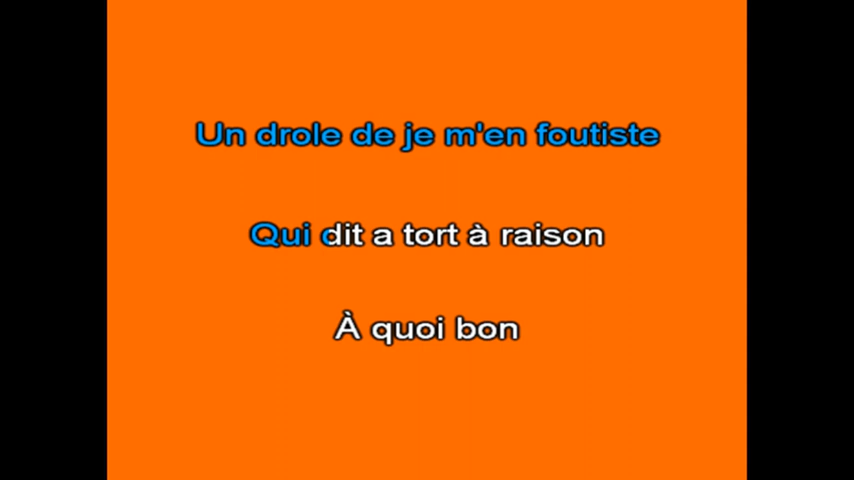 Un drole de je m'en foutiste
Qui dit a tort à raison
À quoi bon